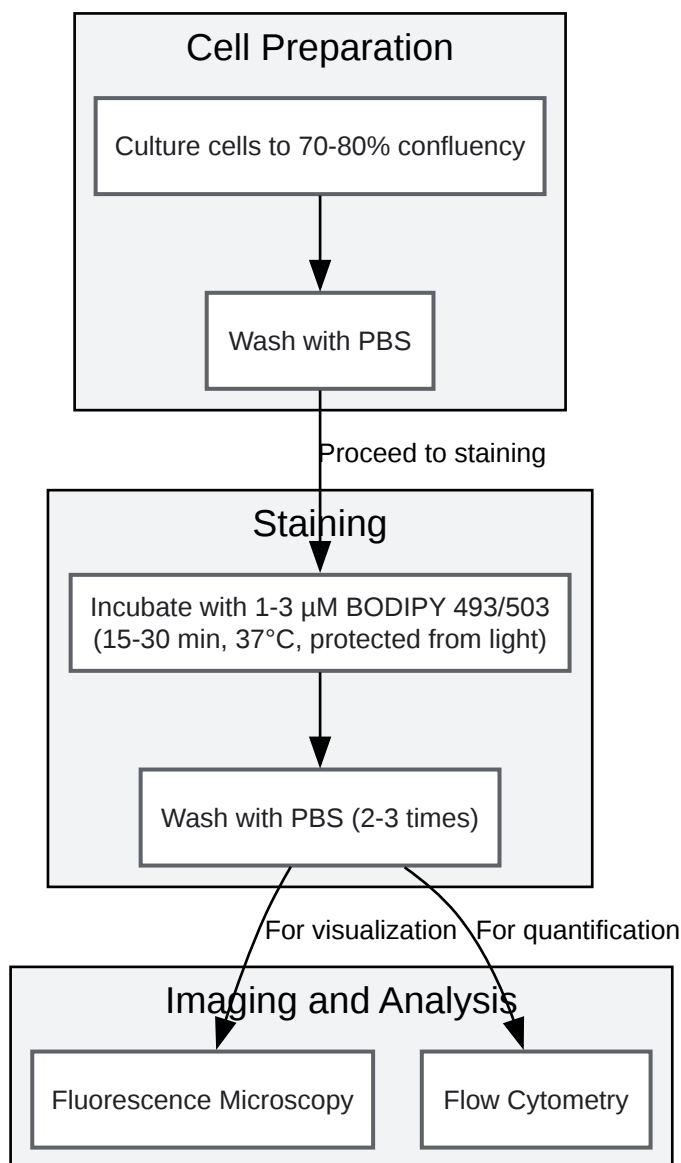 Cell Preparation
Culture cells to 70-80% confluency
Wash with PBS
Proceed to staining
Staining
Incubate with 1-3 µM BODIPY 493/503
(15-30 min, 37°C, protected from light)
Wash with PBS (2-3 times)
For visualization
For quantification
Imaging and Analysis
Fluorescence Microscopy
Flow Cytometry